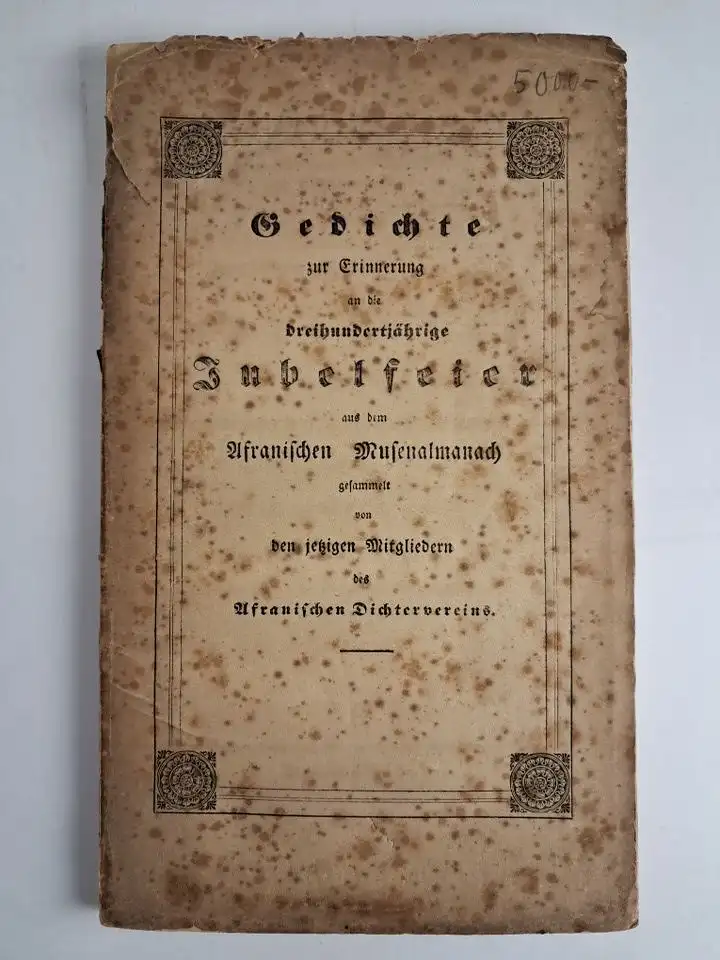 5000-
Gedichte
zur Erinnerung
an die
dreihundertjährige
Jubelfeier
aus dem
Afraniſchen Muſenalmanach
geſammelt
von
den jetzigen Mitgliedern
des
Afraniſchen Dichtervereins.